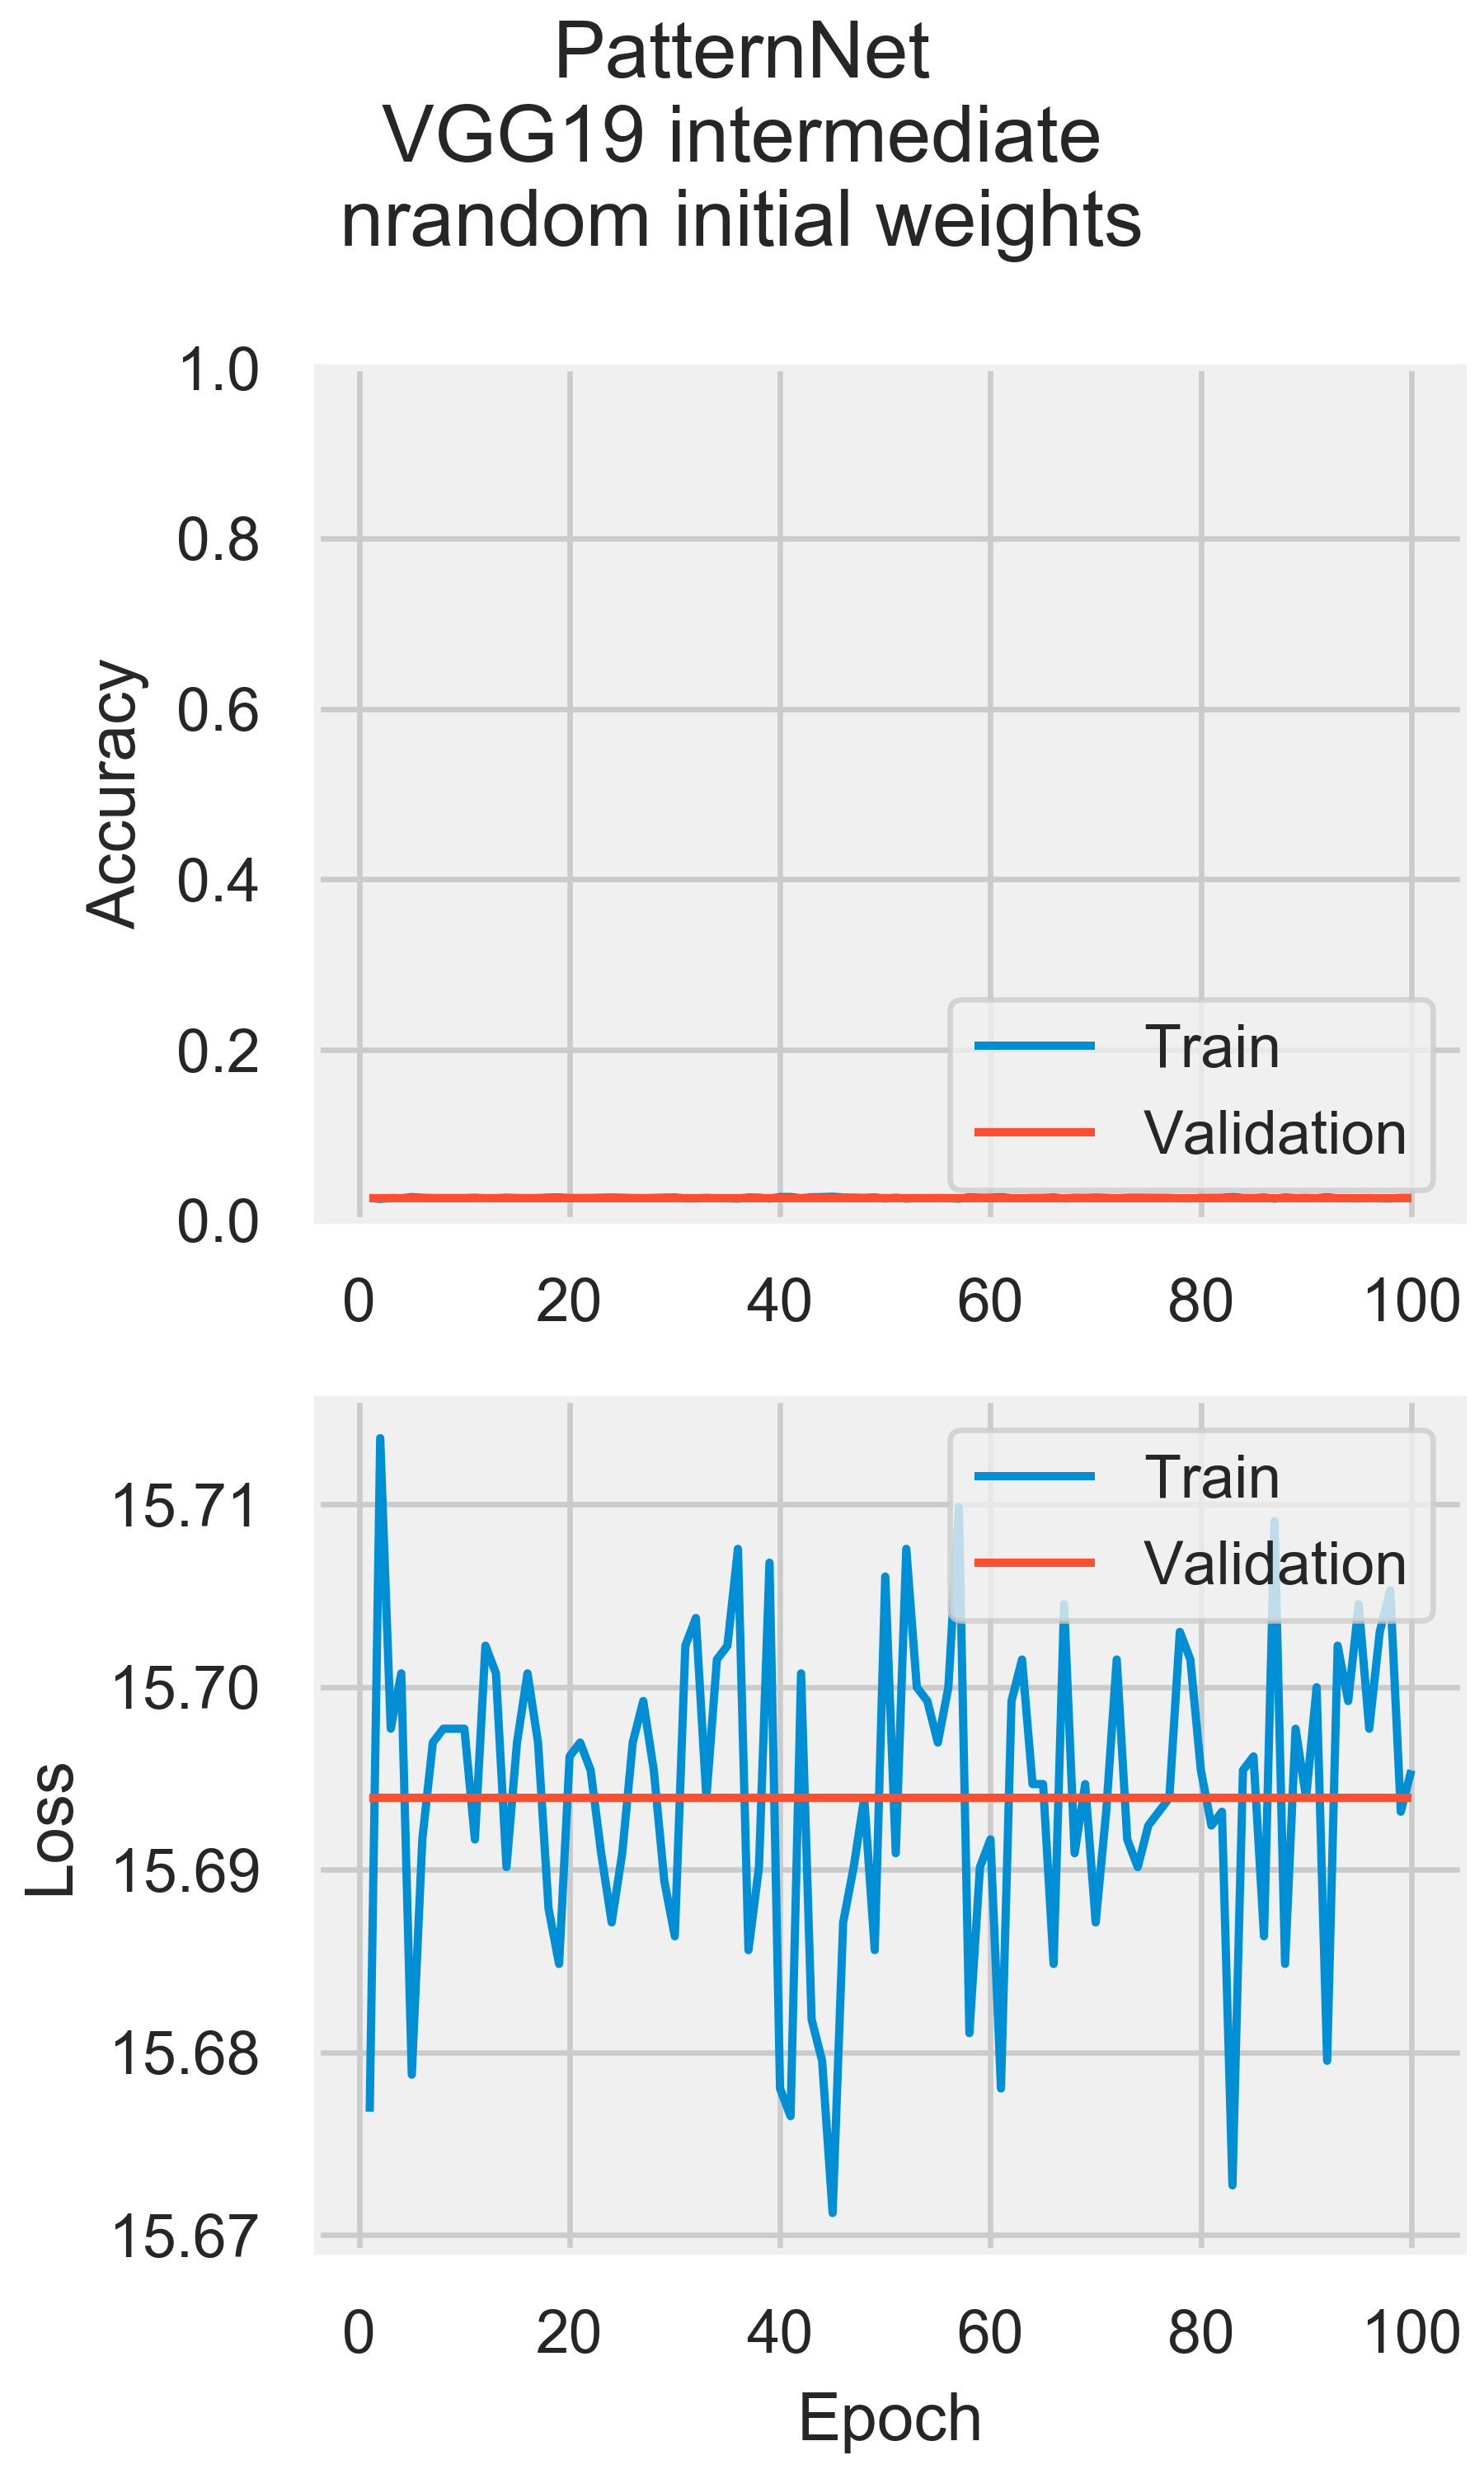 PatternNet
VGG19 intermediate
nrandom initial weights
1.0
0.8
0.6
0.4
0.2
0.0
Accuracy
Train
Validation
0 20 40 60 80 100
15.71
15.70
15.69
15.68
15.67
Loss
Train
Validation
0 20 40 60 80 100
Epoch